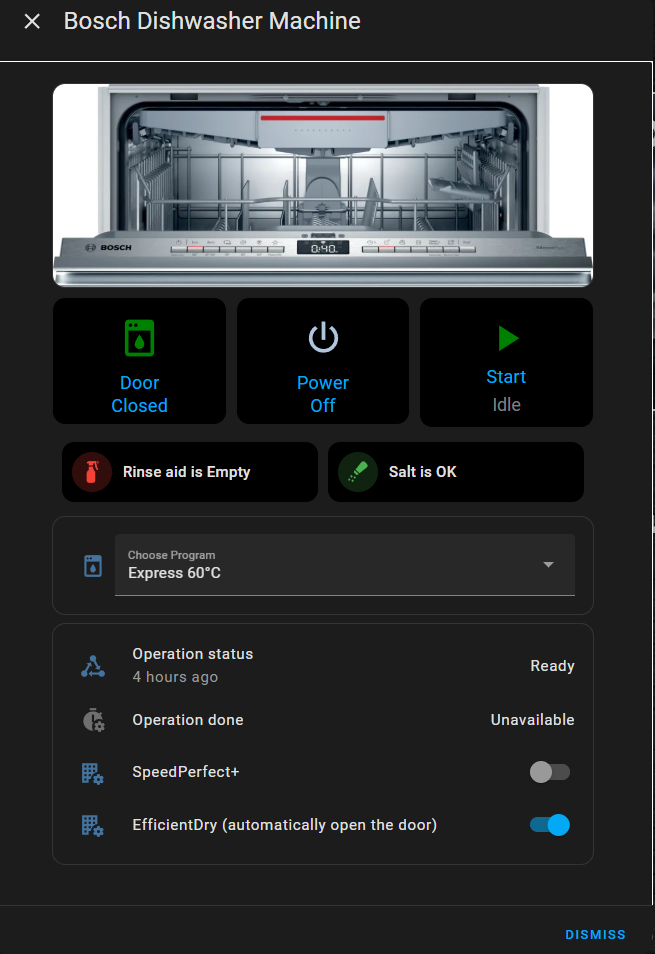 Bosch Dishwasher Machine
BOSCH
0:40
Door
Closed
Power
Off
Start
Idle
Rinse aid is Empty
Salt is OK
Choose Program
Express 60°C
Operation status
4 hours ago
Ready
Operation done
Unavailable
SpeedPerfect+
EfficientDry (automatically open the door)
DISMISS